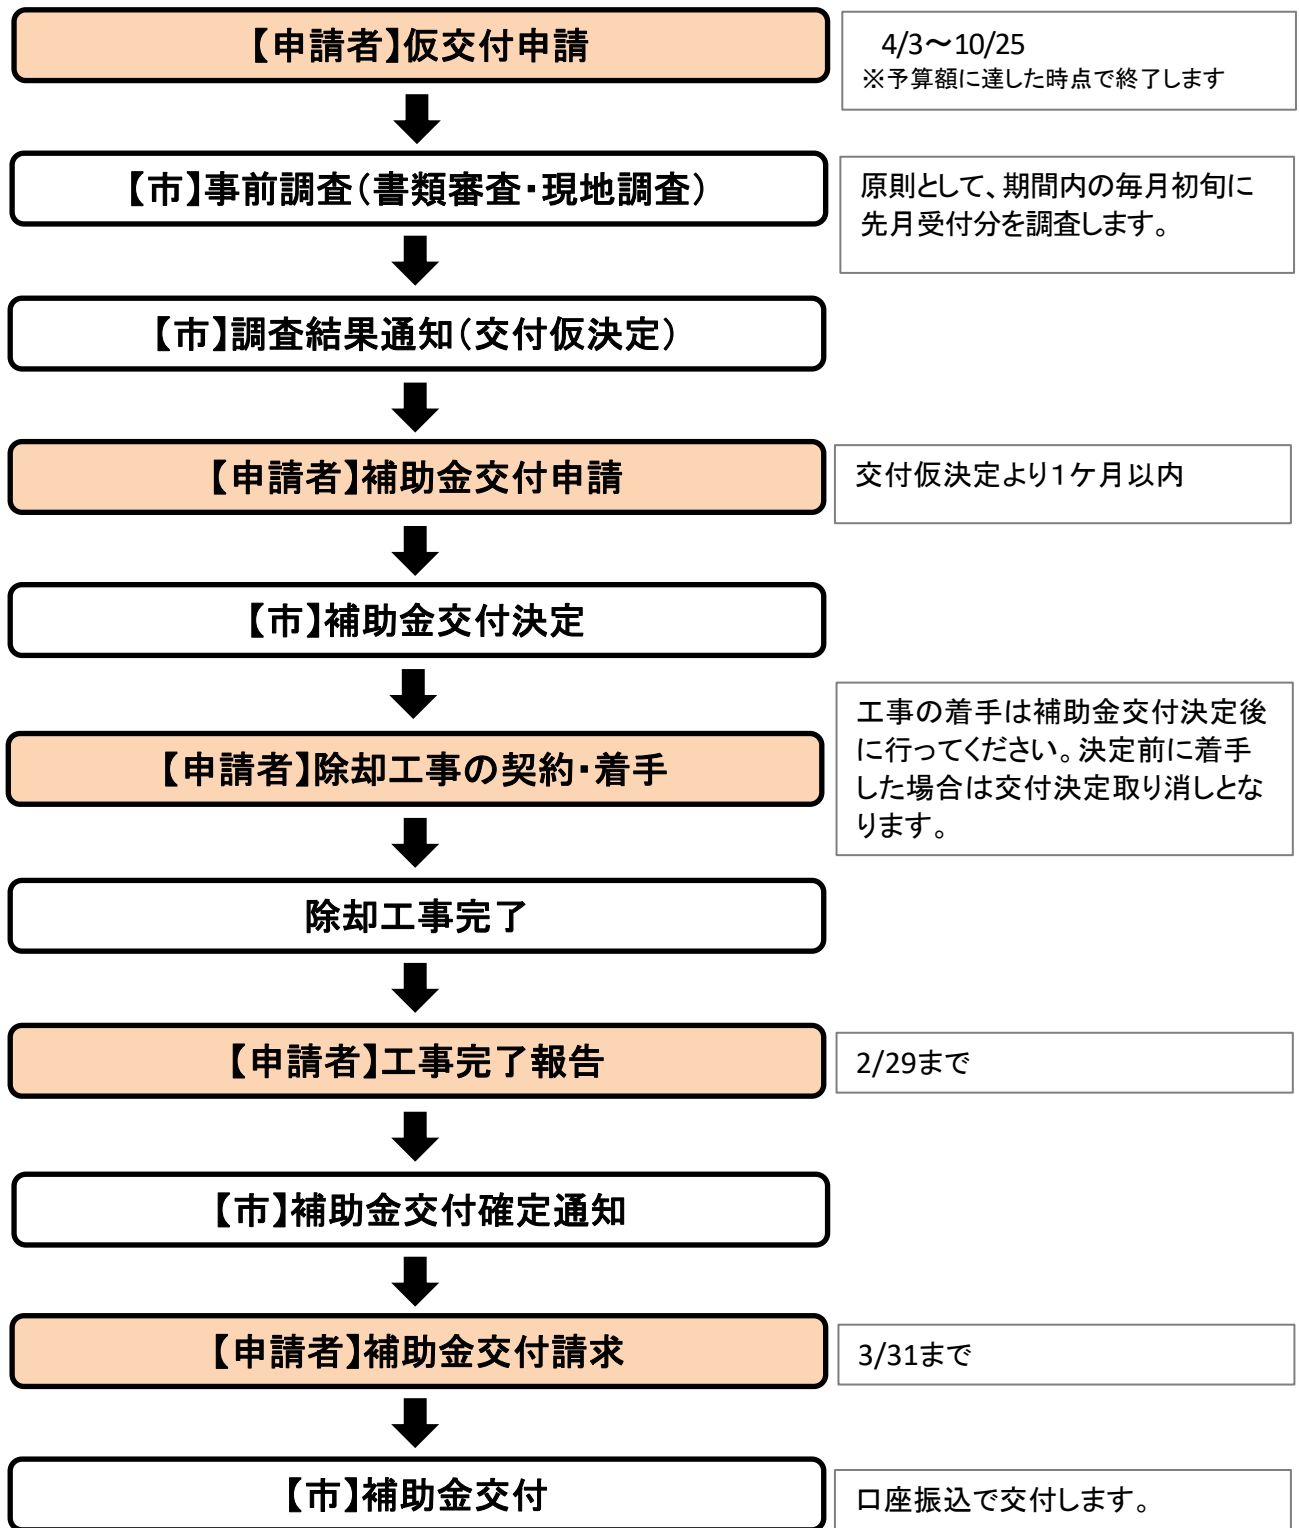 【申請者】仮交付申請
4/3～10/25
※予算額に達した時点で終了します
【市】事前調査(書類審査・現地調査)
原則として、期間内の毎月初旬に
先月受付分を調査します。
【市】調査結果通知(交付仮決定)
【申請者】補助金交付申請
交付仮決定より1ケ月以内
【市】補助金交付決定
【申請者】除却工事の契約・着手
工事の着手は補助金交付決定後
に行ってください。決定前に着手
した場合は交付決定取り消しとな
ります。
除却工事完了
【申請者】工事完了報告
2/29まで
【市】補助金交付確定通知
【申請者】補助金交付請求
3/31まで
【市】補助金交付
口座振込で交付します。